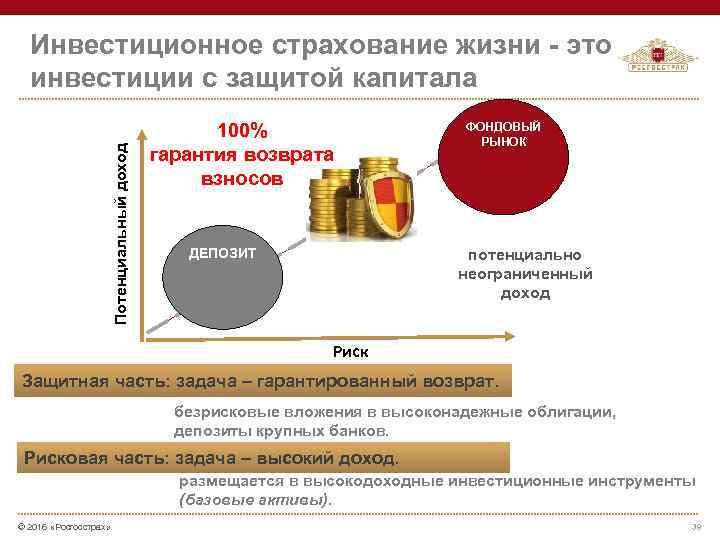 Инвестиционное страхование жизни - это
инвестиции с защитой капитала
РОСГОССТРАХ
100%
гарантия возврата
взносов
ФОНДОВЫЙ
РЫНОК
Потенциальный доход
ДЕПОЗИТ
потенциально
неограниченный
доход
Риск
Защитная часть: задача – гарантированный возврат.
безрисковые вложения в высоконадежные облигации,
депозиты крупных банков.
Рисковая часть: задача – высокий доход.
размещается в высокодоходные инвестиционные инструменты
(базовые активы).
© 2016 «Росгосстрах»
39